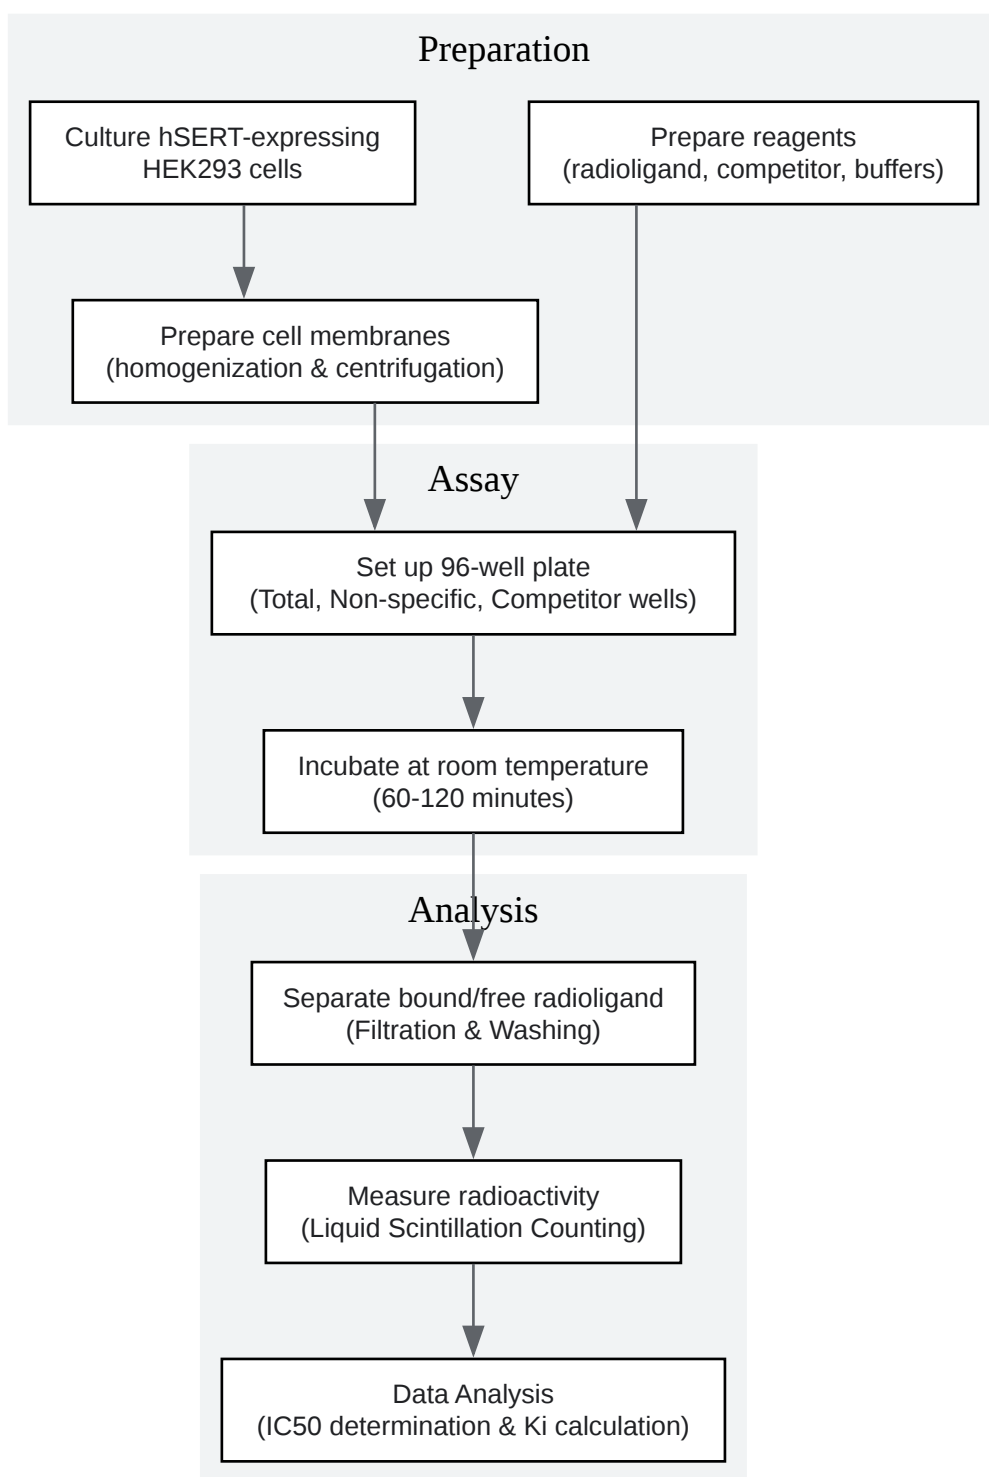 Preparation
Culture hSERT-expressing
HEK293 cells
Prepare reagents
(radioligand, competitor, buffers)
Prepare cell membranes
(homogenization & centrifugation)
Assay
Set up 96-well plate
(Total, Non-specific, Competitor wells)
Incubate at room temperature
(60-120 minutes)
Analysis
Separate bound/free radioligand
(Filtration & Washing)
Measure radioactivity
(Liquid Scintillation Counting)
Data Analysis
(IC50 determination & Ki calculation)